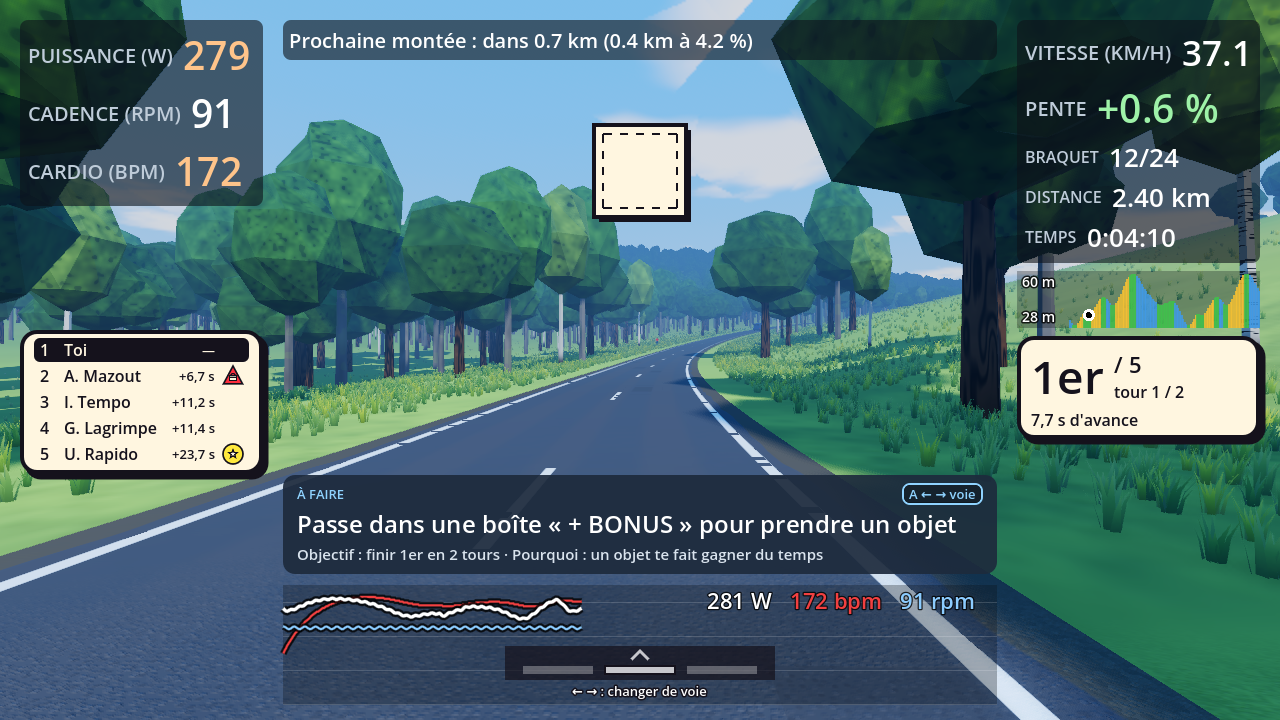 PUISSANCE (W) 279
CADENCE (RPM) 91
CARDIO (BPM) 172
Prochaine montée : dans 0.7 km (0.4 km à 4.2 %)
VITESSE (KM/H) 37.1
PENTE +0.6 %
BRAQUET 12/24
DISTANCE 2.40 km
TEMPS 0:04:10
60 m
28 m
1 Toi —
2 A. Mazout +6,7 s
3 I. Tempo +11,2 s
4 G. Lagrimpe +11,4 s
5 U. Rapido +23,7 s
1er / 5
tour 1 / 2
7,7 s d'avance
À FAIRE
A ← → voie
Passe dans une boîte « + BONUS » pour prendre un objet
Objectif : finir 1er en 2 tours · Pourquoi : un objet te fait gagner du temps
281 W 172 bpm 91 rpm
← → : changer de voie